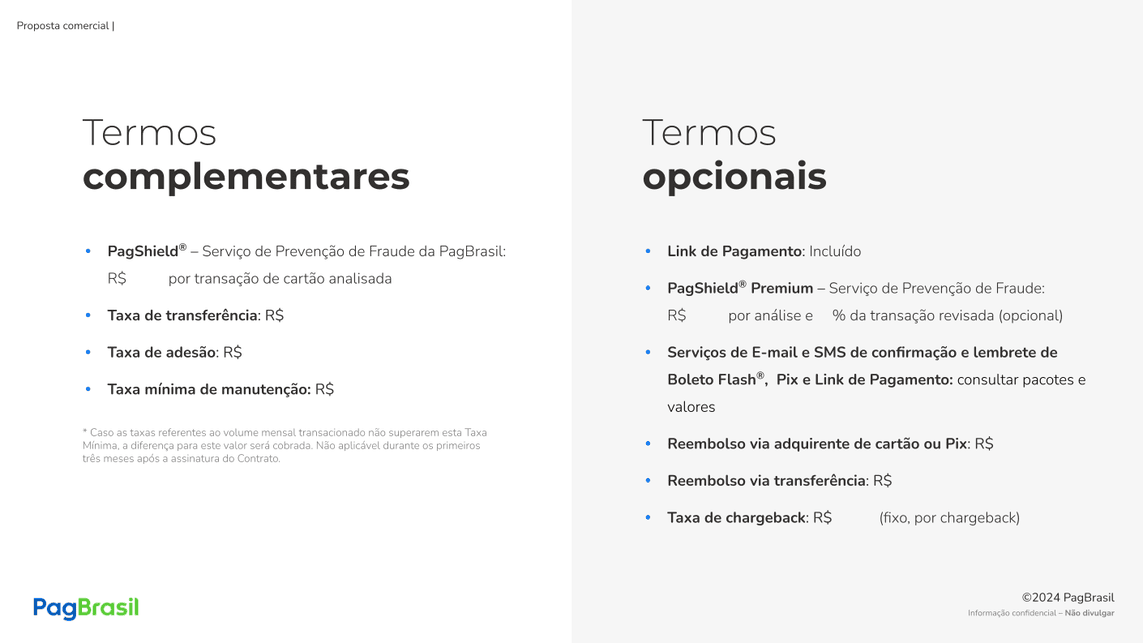 Proposta comercial |
Termos
complementares
• PagShield® – Serviço de Prevenção de Fraude da PagBrasil:
R$ por transação de cartão analisada
• Taxa de transferência: R$
• Taxa de adesão: R$
• Taxa mínima de manutenção: R$
* Caso as taxas referentes ao volume mensal transacionado não superarem esta Taxa
Mínima, a diferença para este valor será cobrada. Não aplicável durante os primeiros
três meses após a assinatura do Contrato.
PagBrasil
Termos
opcionais
• Link de Pagamento: Incluído
• PagShield® Premium – Serviço de Prevenção de Fraude:
R$ por análise e % da transação revisada (opcional)
• Serviços de E-mail e SMS de confirmação e lembrete de
Boleto Flash®, Pix e Link de Pagamento: consultar pacotes e
valores
• Reembolso via adquirente de cartão ou Pix: R$
• Reembolso via transferência: R$
• Taxa de chargeback: R$ (fixo, por chargeback)
©2024 PagBrasil
Informação confidencial – Não divulgar